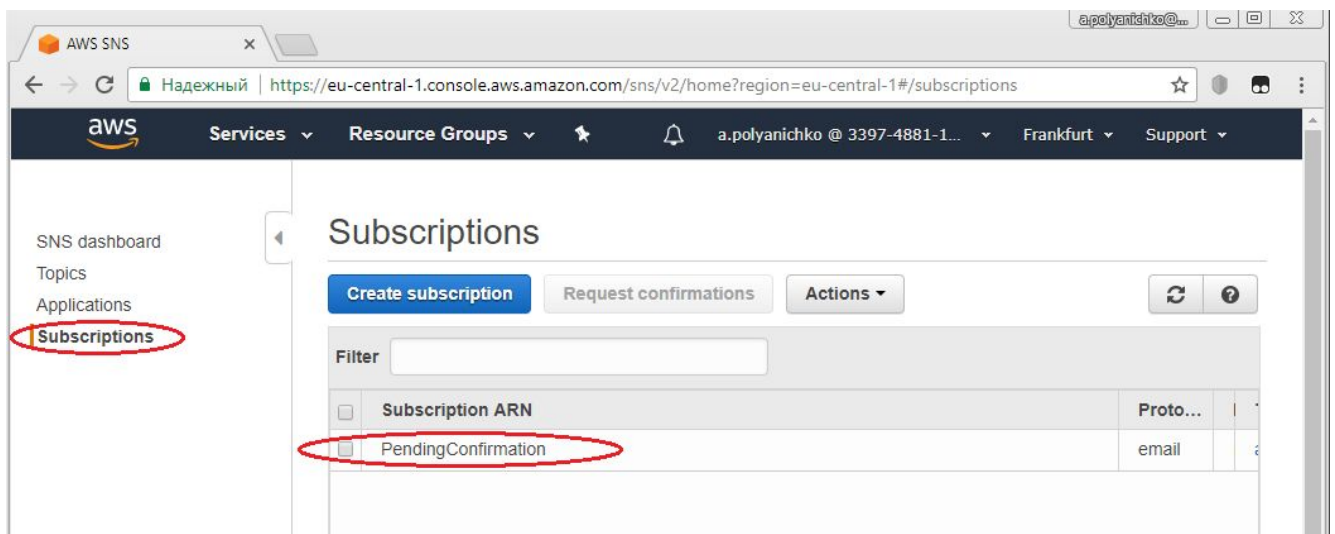 a.polyanichko@...
AWS SNS
Надежный https://eu-central-1.console.aws.amazon.com/sns/v2/home?region=eu-central-1#/subscriptions
aws Services Resource Groups a.polyanichko @ 3397-4881-1... Frankfurt Support
Subscriptions
SNS dashboard
Topics
Applications
Subscriptions
Create subscription Request confirmations Actions
Filter
Subscription ARN Proto...
PendingConfirmation email